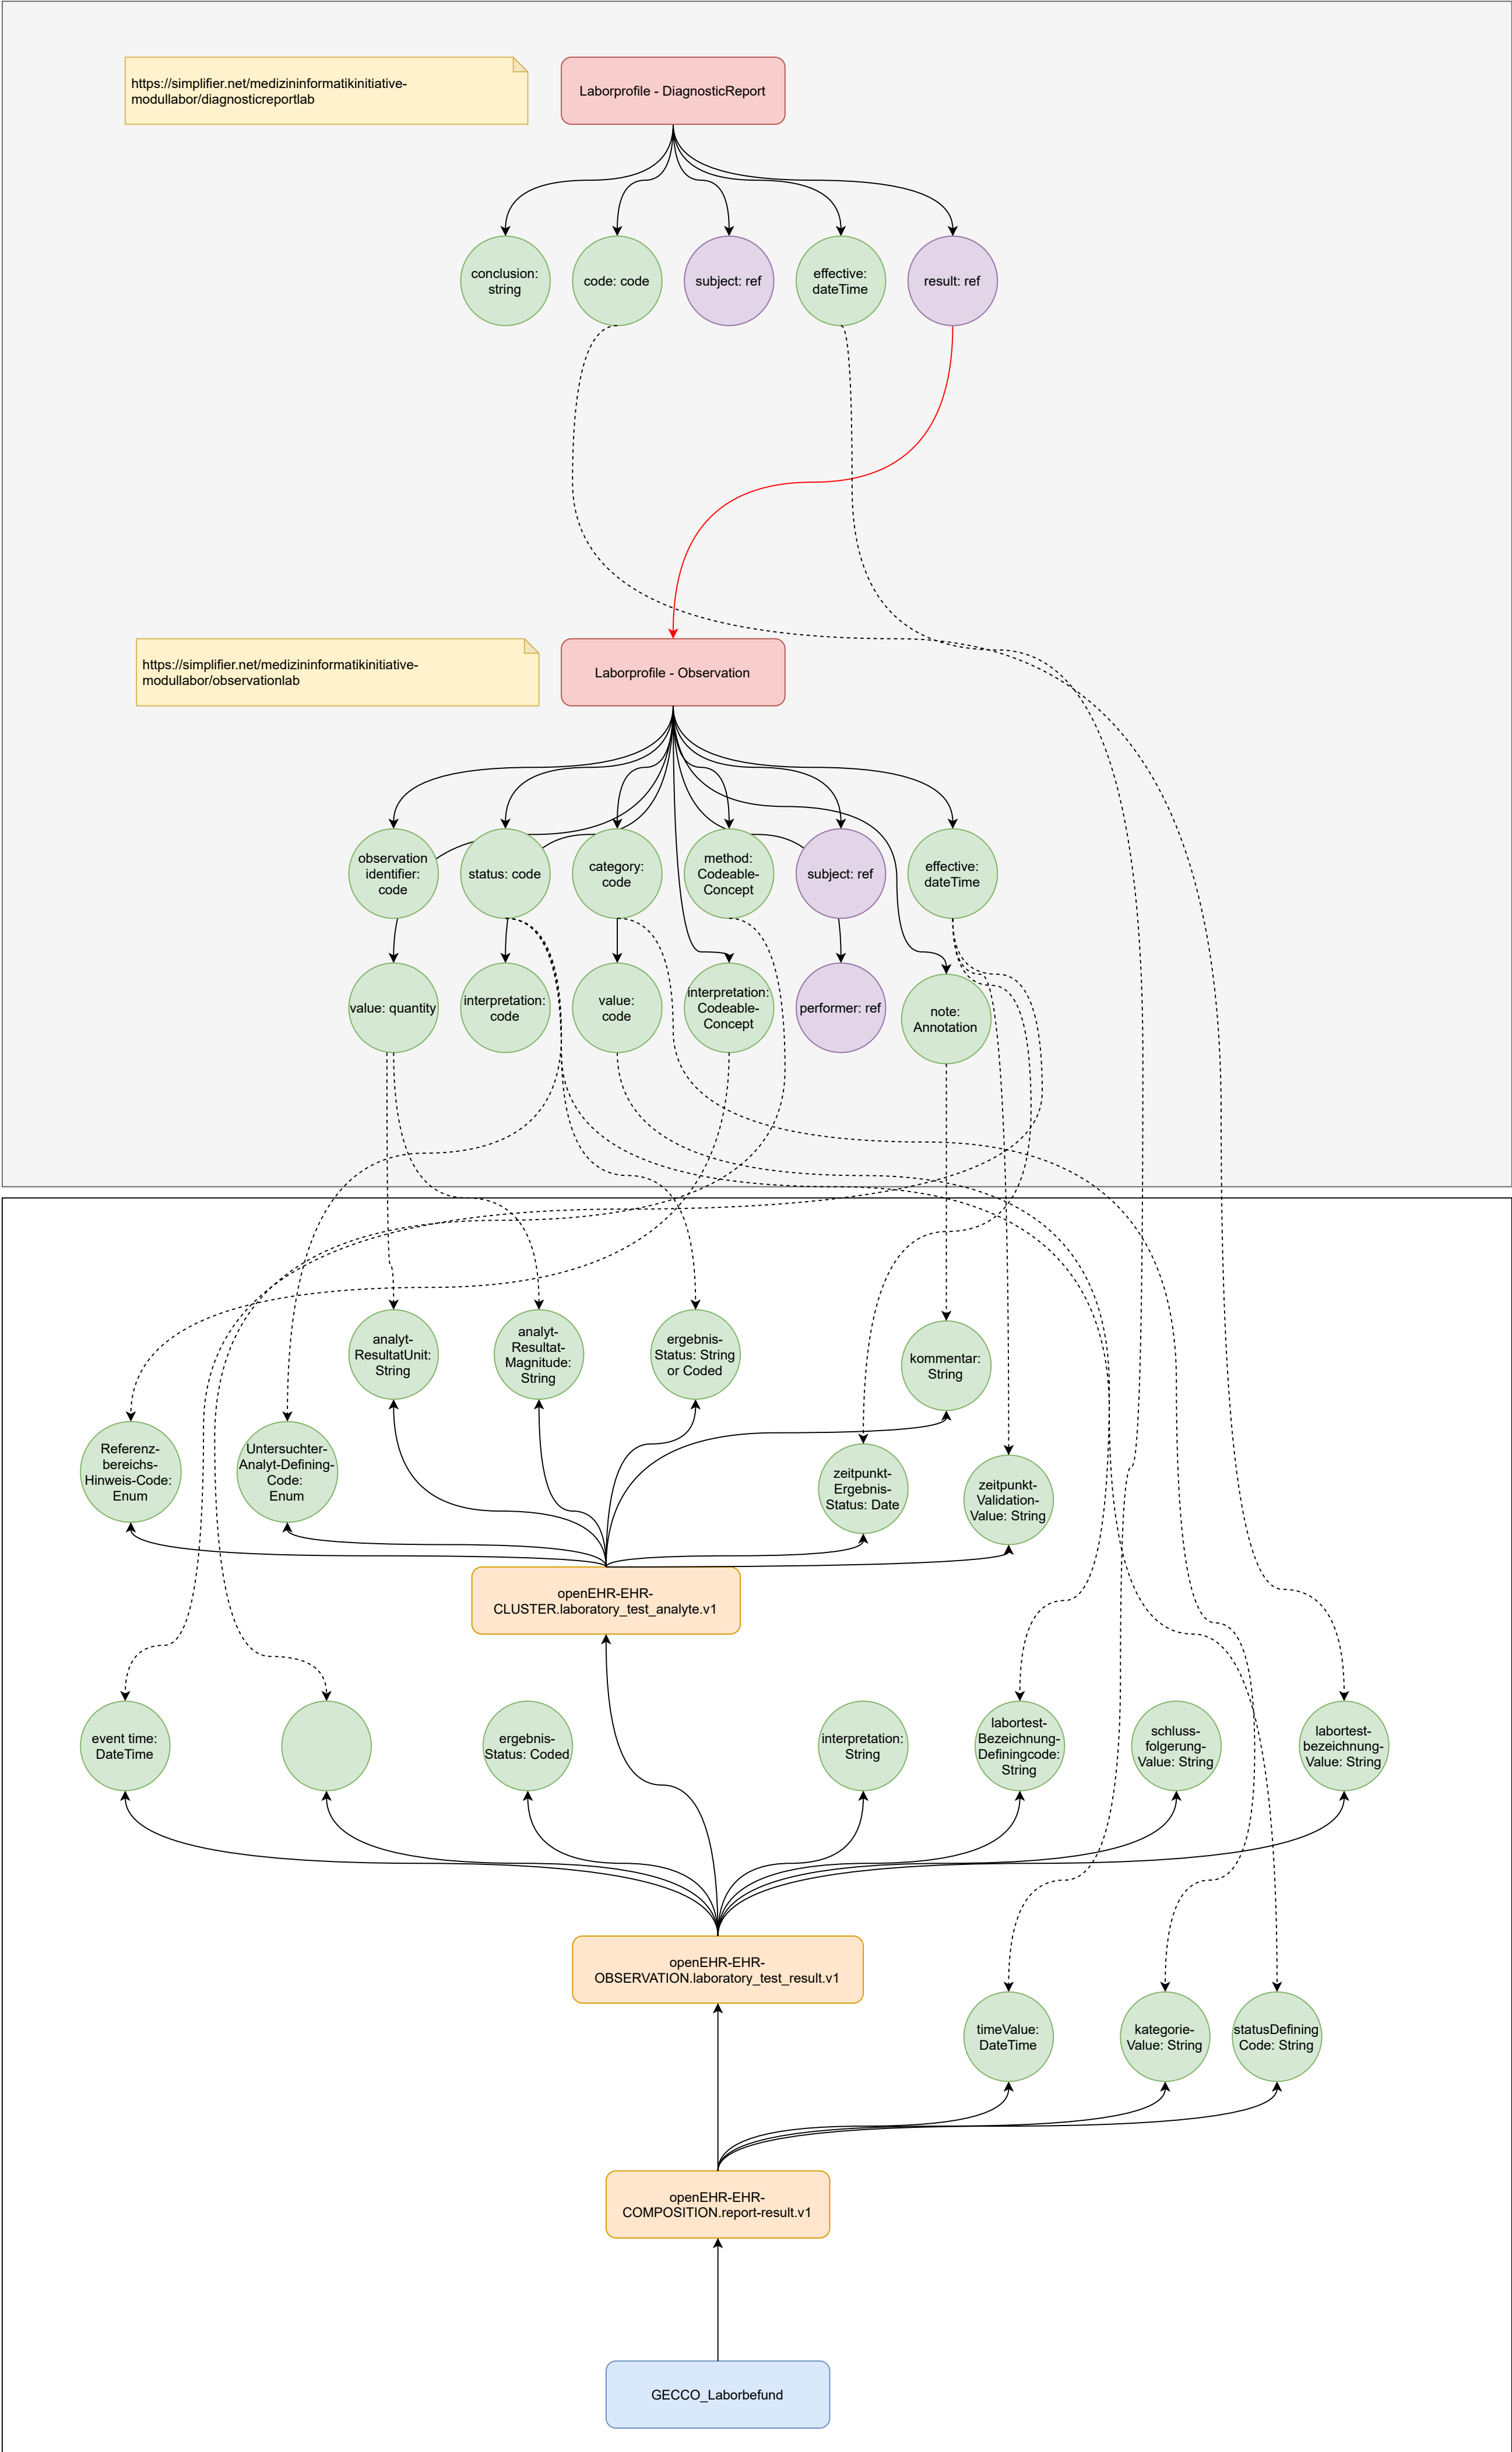 https://simplifier.net/medizininformatikinitiative-
modullabor/diagnosticreportlab
Laborprofile - DiagnosticReport
conclusion:
string
code: code
subject: ref
effective:
dateTime
result: ref
https://simplifier.net/medizininformatikinitiative-
modullabor/observationlab
Laborprofile - Observation
observation
identifier:
code
status: code
category:
code
method:
Codeable-
Concept
subject: ref
effective:
dateTime
value: quantity
interpretation:
code
value:
code
interpretation:
Codeable-
Concept
performer: ref
note:
Annotation
analyt-
ResultatUnit:
String
analyt-
Resultat-
Magnitude:
String
ergebnis-
Status: String
or Coded
kommentar:
String
Referenz-
bereichs-
Hinweis-Code:
Enum
Untersuchter-
Analyt-Defining-
Code:
Enum
zeitpunkt-
Ergebnis-
Status: Date
zeitpunkt-
Validation-
Value: String
openEHR-EHR-
CLUSTER.laboratory_test_analyte.v1
event time:
DateTime
ergebnis-
Status: Coded
interpretation:
String
labortest-
Bezeichnung-
Definingcode:
String
schluss-
folgerung-
Value: String
labortest-
bezeichnung-
Value: String
openEHR-EHR-
OBSERVATION.laboratory_test_result.v1
timeValue:
DateTime
kategorie-
Value: String
statusDefining
Code: String
openEHR-EHR-
COMPOSITION.report-result.v1
GECCO_Laborbefund